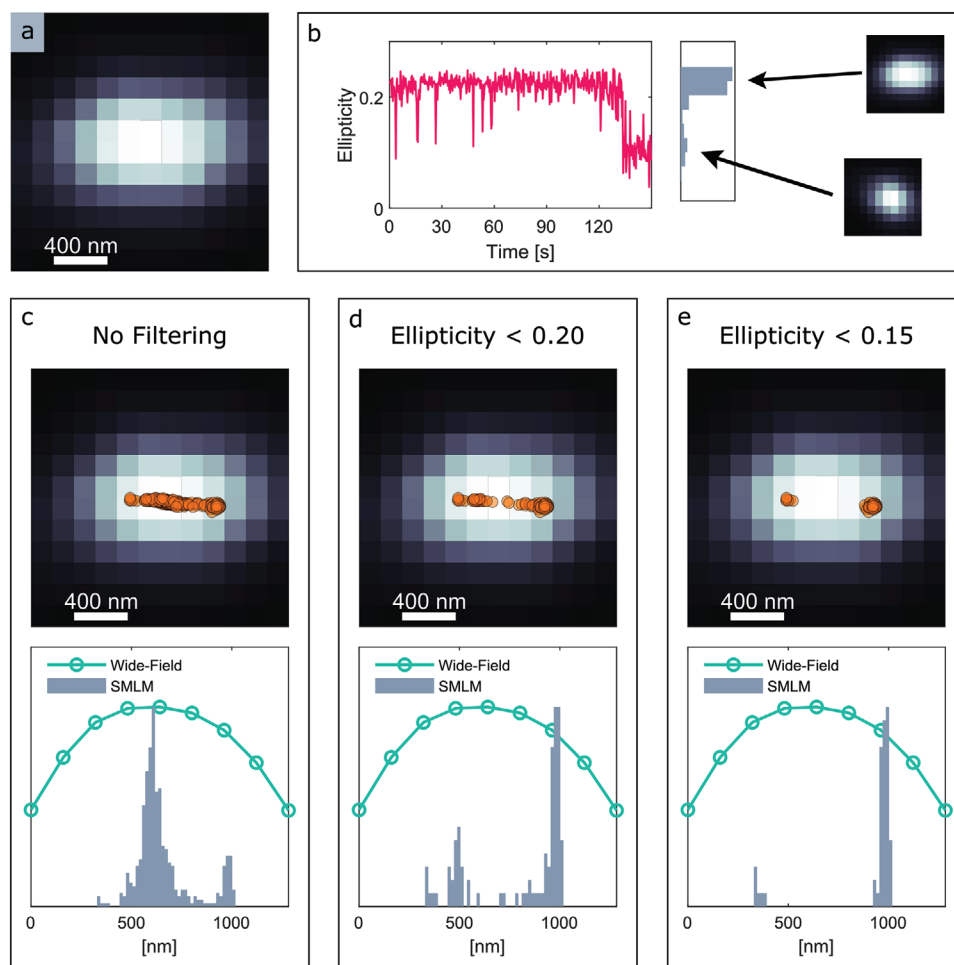 a
400 nm
b
Ellipticity
0.2
0
0 30 60 90 120
Time [s]
c
No Filtering
400 nm
Wide-Field
SMLM
0 500 1000
[nm]
d
Ellipticity < 0.20
400 nm
Wide-Field
SMLM
0 500 1000
[nm]
e
Ellipticity < 0.15
400 nm
Wide-Field
SMLM
0 500 1000
[nm]